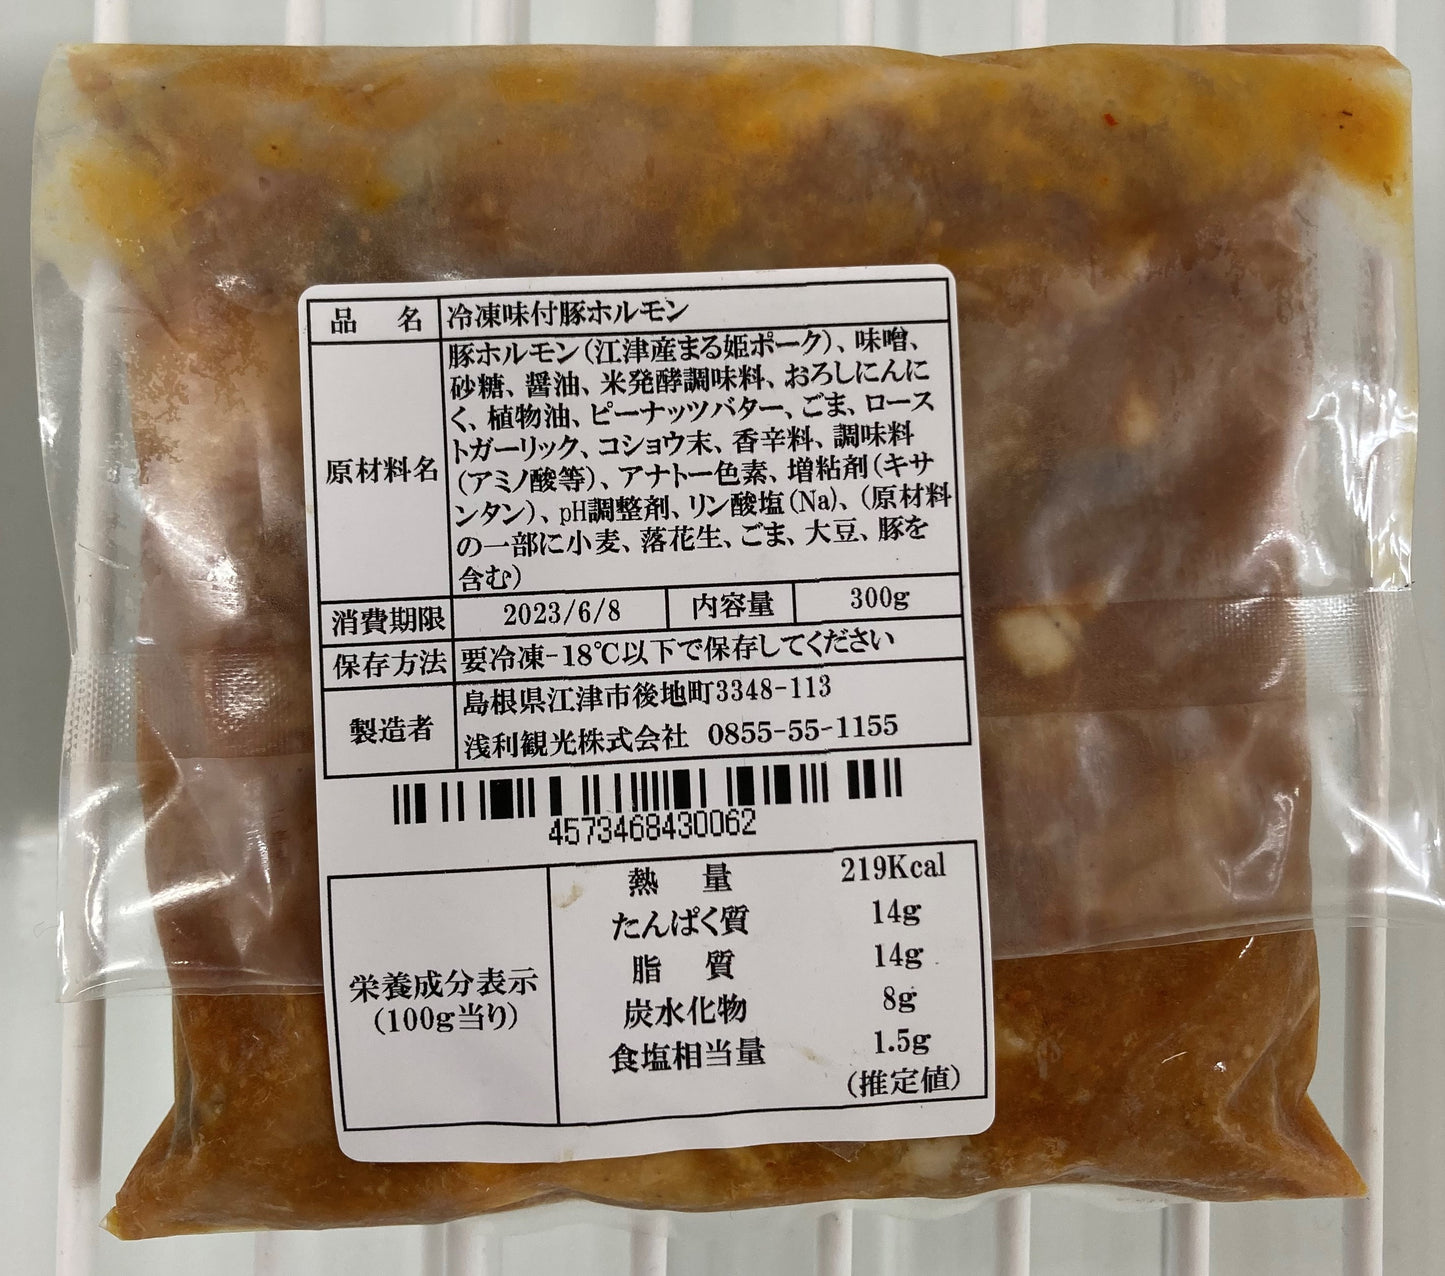 品名 冷凍味付豚ホルモン
原材料名 豚ホルモン（江津産まる姫ポーク）、味噌、
砂糖、醤油、米発酵調味料、おろしにんに
く、植物油、ピーナッツバター、ごま、ロース
トガーリック、コショウ末、香辛料、調味料
（アミノ酸等）、アナトー色素、増粘剤（キサ
ンタン）、pH調整剤、リン酸塩（Na）、（原材料
の一部に小麦、落花生、ごま、大豆、豚を
含む）
消費期限 2023/6/8 内容量 300g
保存方法 要冷凍-18℃以下で保存してください
製造者 島根県江津市後地町3348-113
浅利観光株式会社 0855-55-1155
4573468430062
栄養成分表示
（100g当り）
熱量 219Kcal
たんぱく質 14g
脂質 14g
炭水化物 8g
食塩相当量 1.5g
（推定値）